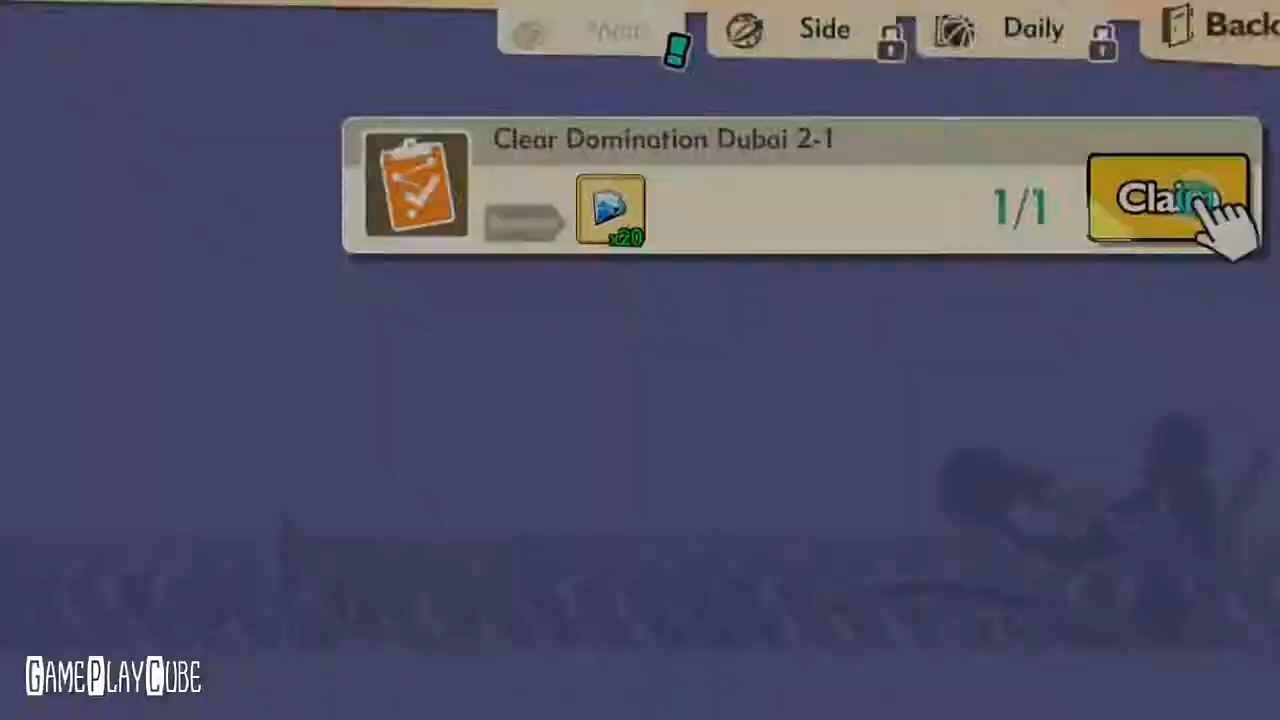 Side
Daily
Back
Clear Domination Dubai 2-1
x20
1/1
Claim
GamePlayCube